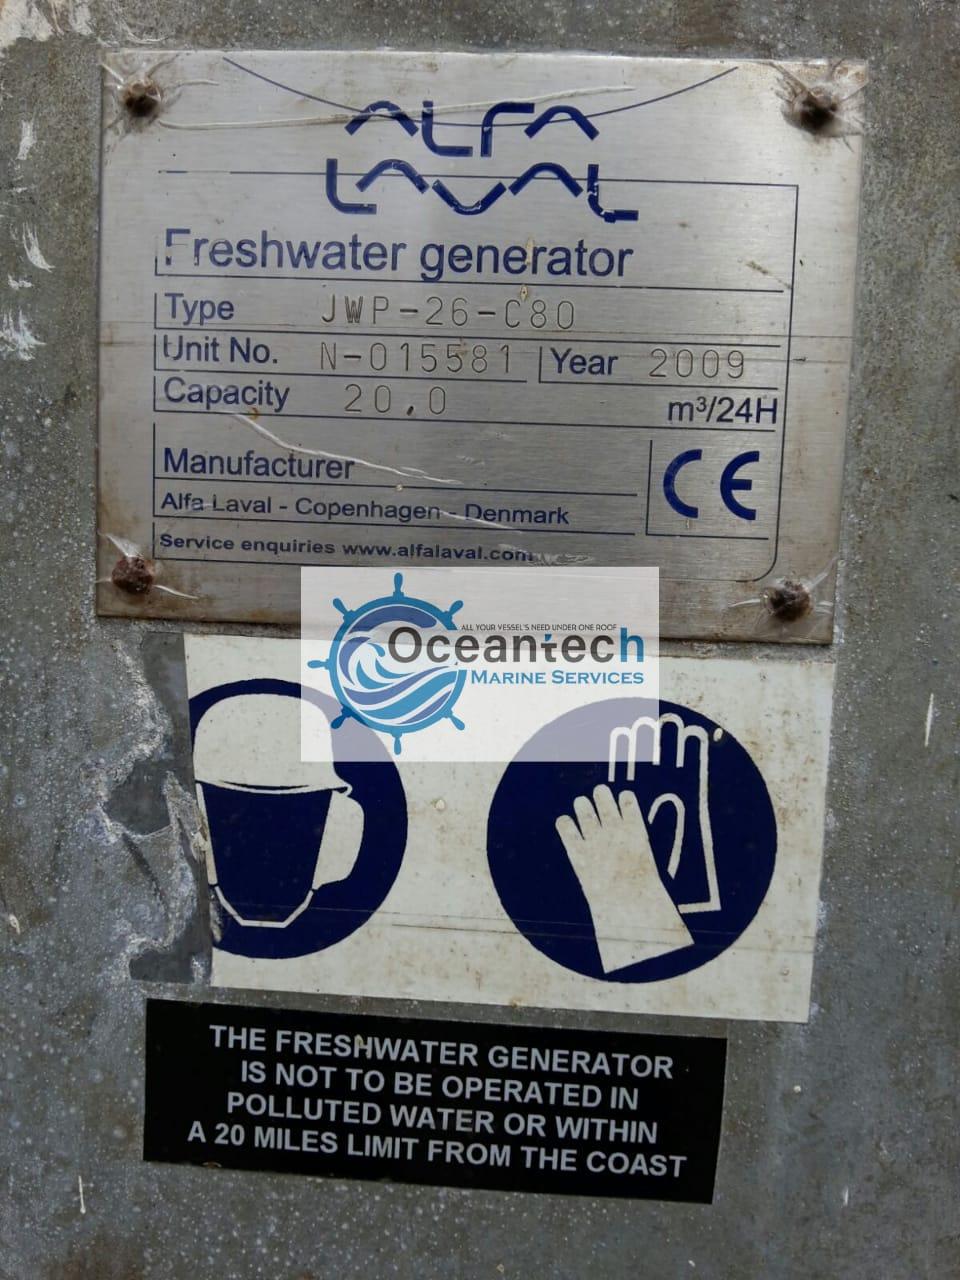 ALFA
LAVAL
Freshwater generator
Type JWP-26-C80
Unit No. N-015581 Year 2009
Capacity 20.0 m³/24H
Manufacturer
Alfa Laval - Copenhagen - Denmark
CE
Service enquiries www.alfalaval.com
ALL YOUR VESSEL'S NEED UNDER ONE ROOF
Oceantech
MARINE SERVICES
THE FRESHWATER GENERATOR
IS NOT TO BE OPERATED IN
POLLUTED WATER OR WITHIN
A 20 MILES LIMIT FROM THE COAST